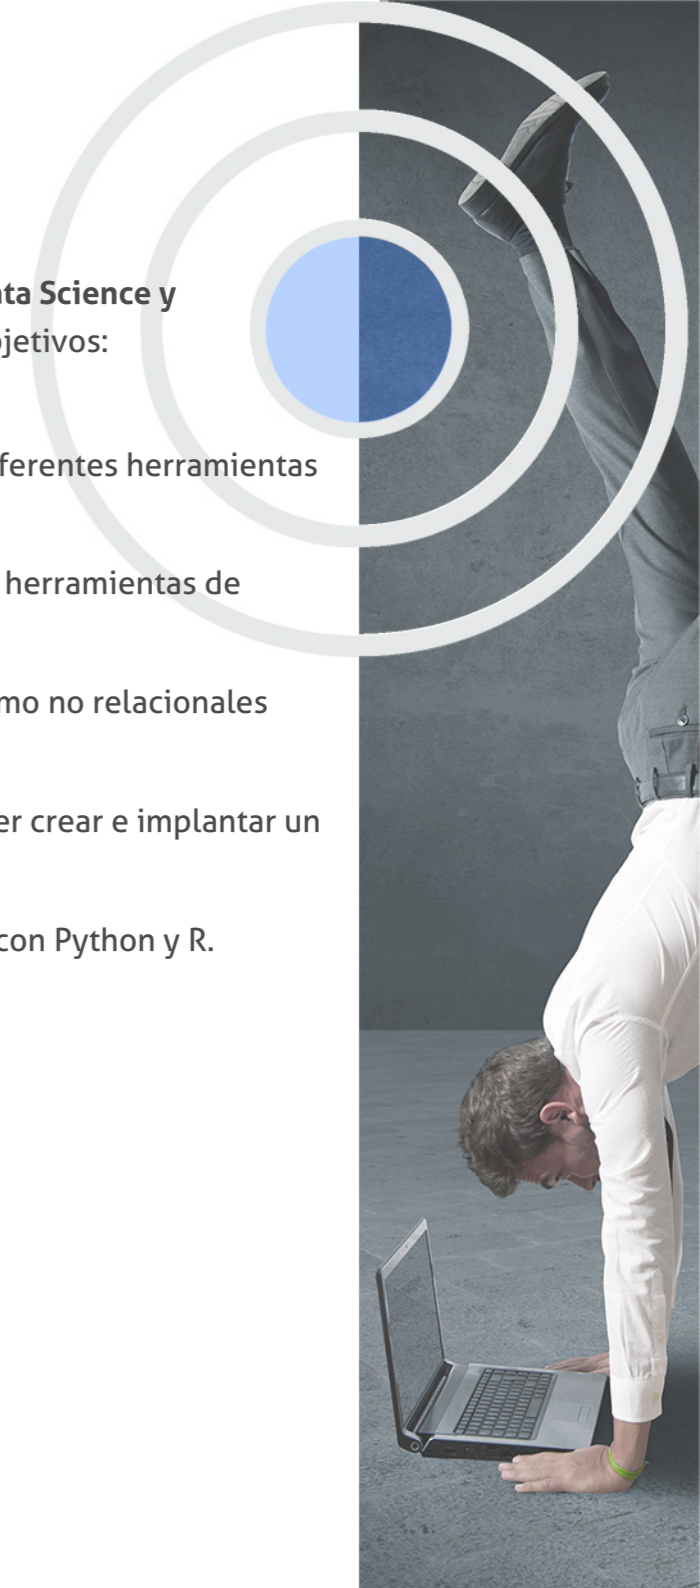 ta Science y
jetivos:
ferentes herramientas
herramientas de
mo no relacionales
er crear e implantar un
con Python y R.